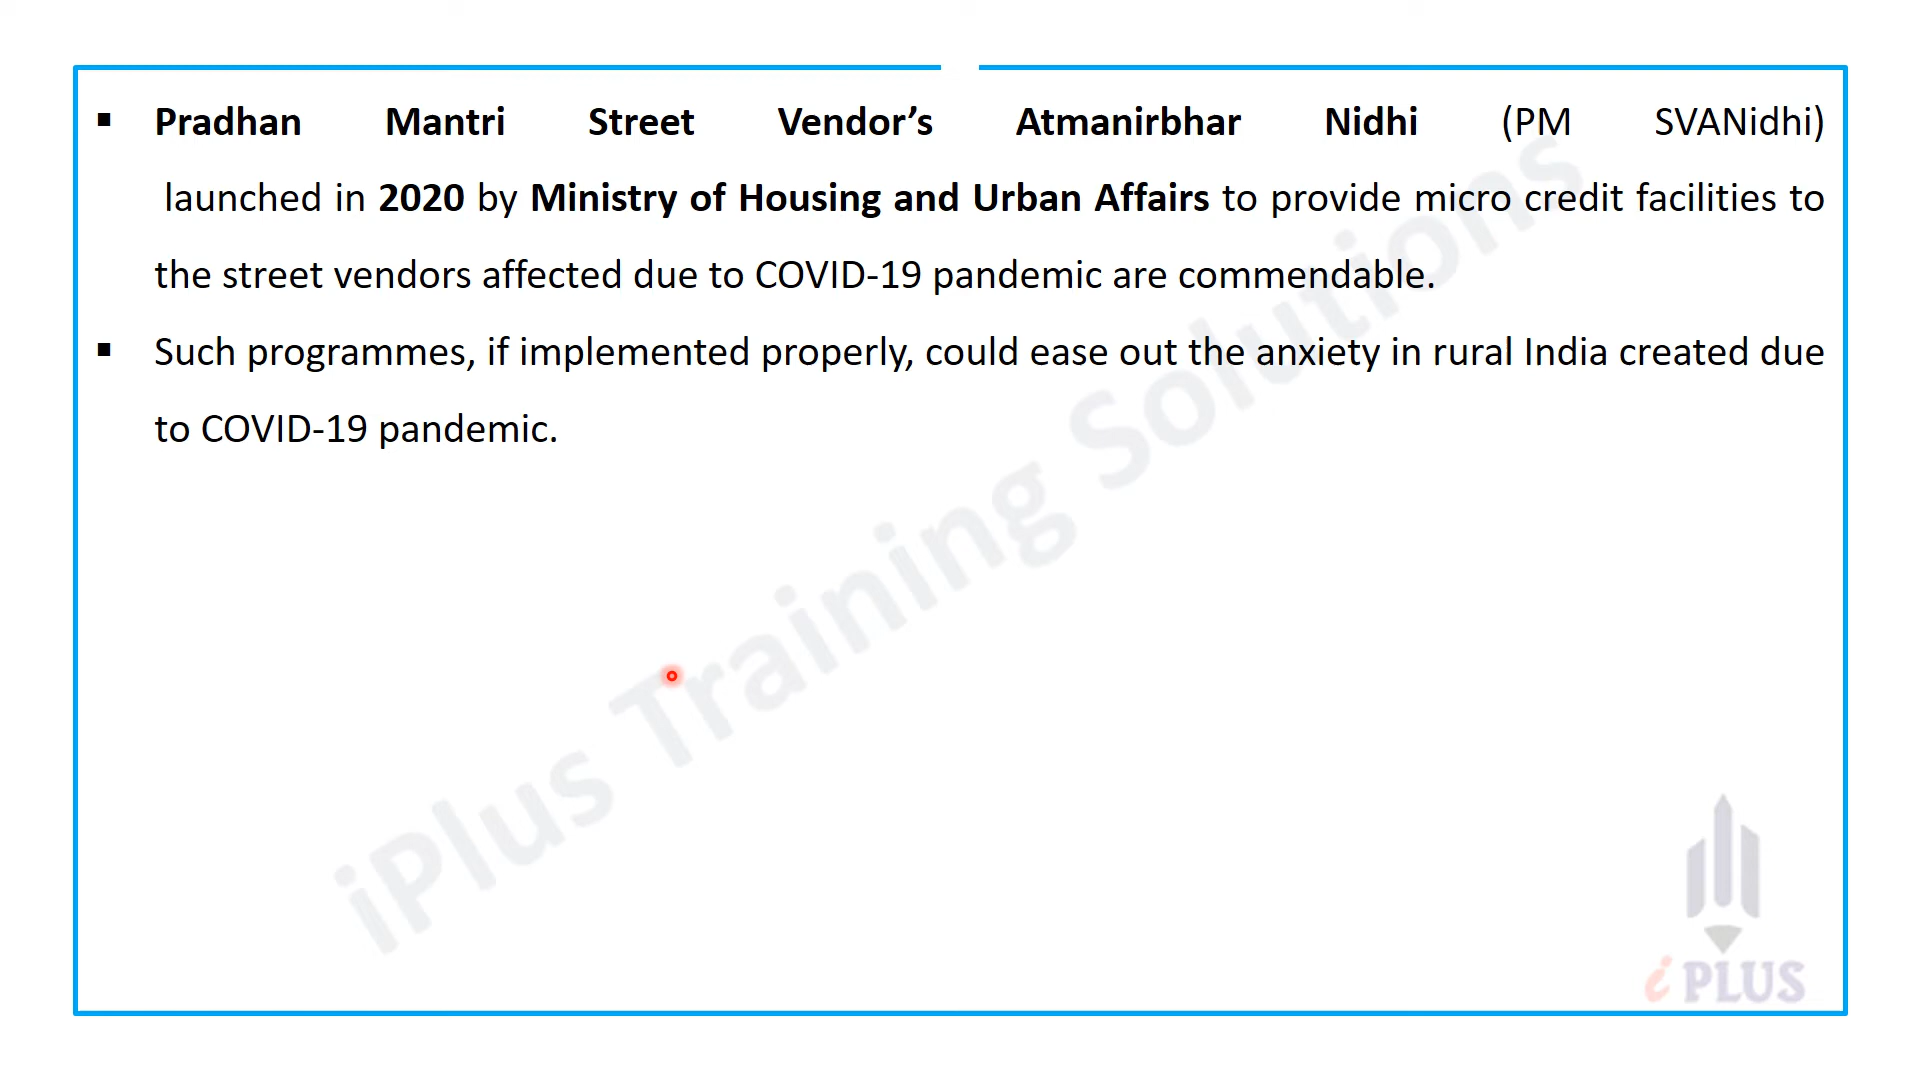 ▪ Pradhan Mantri Street Vendor’s Atmanirbhar Nidhi (PM SVANidhi)
launched in 2020 by Ministry of Housing and Urban Affairs to provide micro credit facilities to
the street vendors affected due to COVID-19 pandemic are commendable.
▪ Such programmes, if implemented properly, could ease out the anxiety in rural India created due
to COVID-19 pandemic.
iPlus Training Solutions
i PLUS